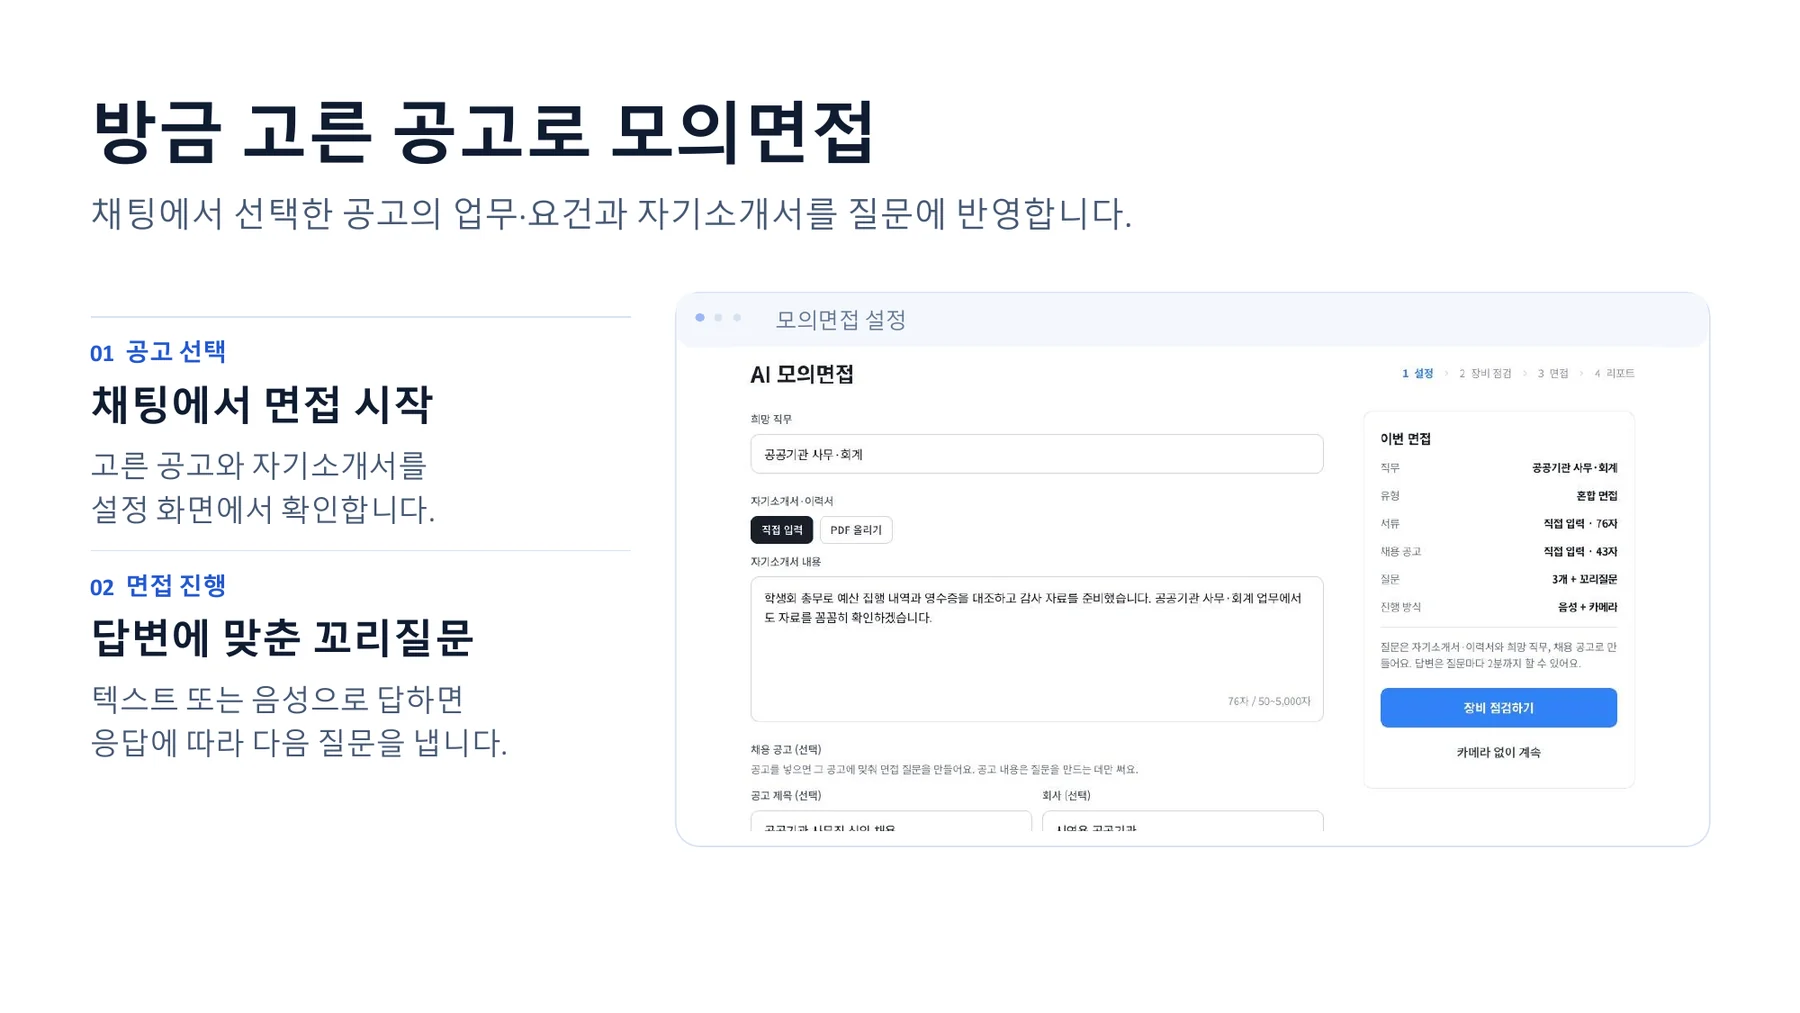 방금 고른 공고로 모의면접
채팅에서 선택한 공고의 업무·요건과 자기소개서를 질문에 반영합니다.
01 공고 선택
채팅에서 면접 시작
고른 공고와 자기소개서를
설정 화면에서 확인합니다.
02 면접 진행
답변에 맞춘 꼬리질문
텍스트 또는 음성으로 답하면
응답에 따라 다음 질문을 냅니다.
모의면접 설정
AI 모의면접
1 설정 › 2 장비 점검 › 3 면접 › 4 리포트
희망 직무
공공기관 사무·회계
자기소개서·이력서
직접 입력 PDF 올리기
자기소개서 내용
학생회 총무로 예산 집행 내역과 영수증을 대조하고 감사 자료를 준비했습니다. 공공기관 사무·회계 업무에서
도 자료를 꼼꼼히 확인하겠습니다.
76자 / 50~5,000자
채용 공고 (선택)
공고를 넣으면 그 공고에 맞춰 면접 질문을 만들어요. 공고 내용은 질문을 만드는 데만 써요.
공고 제목 (선택) 회사 (선택)
공공기관 사무직 신입 채용 시연용 공공기관
이번 면접
직무 공공기관 사무·회계
유형 혼합 면접
서류 직접 입력 · 76자
채용 공고 직접 입력 · 43자
질문 3개 + 꼬리질문
진행 방식 음성 + 카메라
질문은 자기소개서·이력서와 희망 직무, 채용 공고로 만
들어요. 답변은 질문마다 2분까지 할 수 있어요.
장비 점검하기
카메라 없이 계속